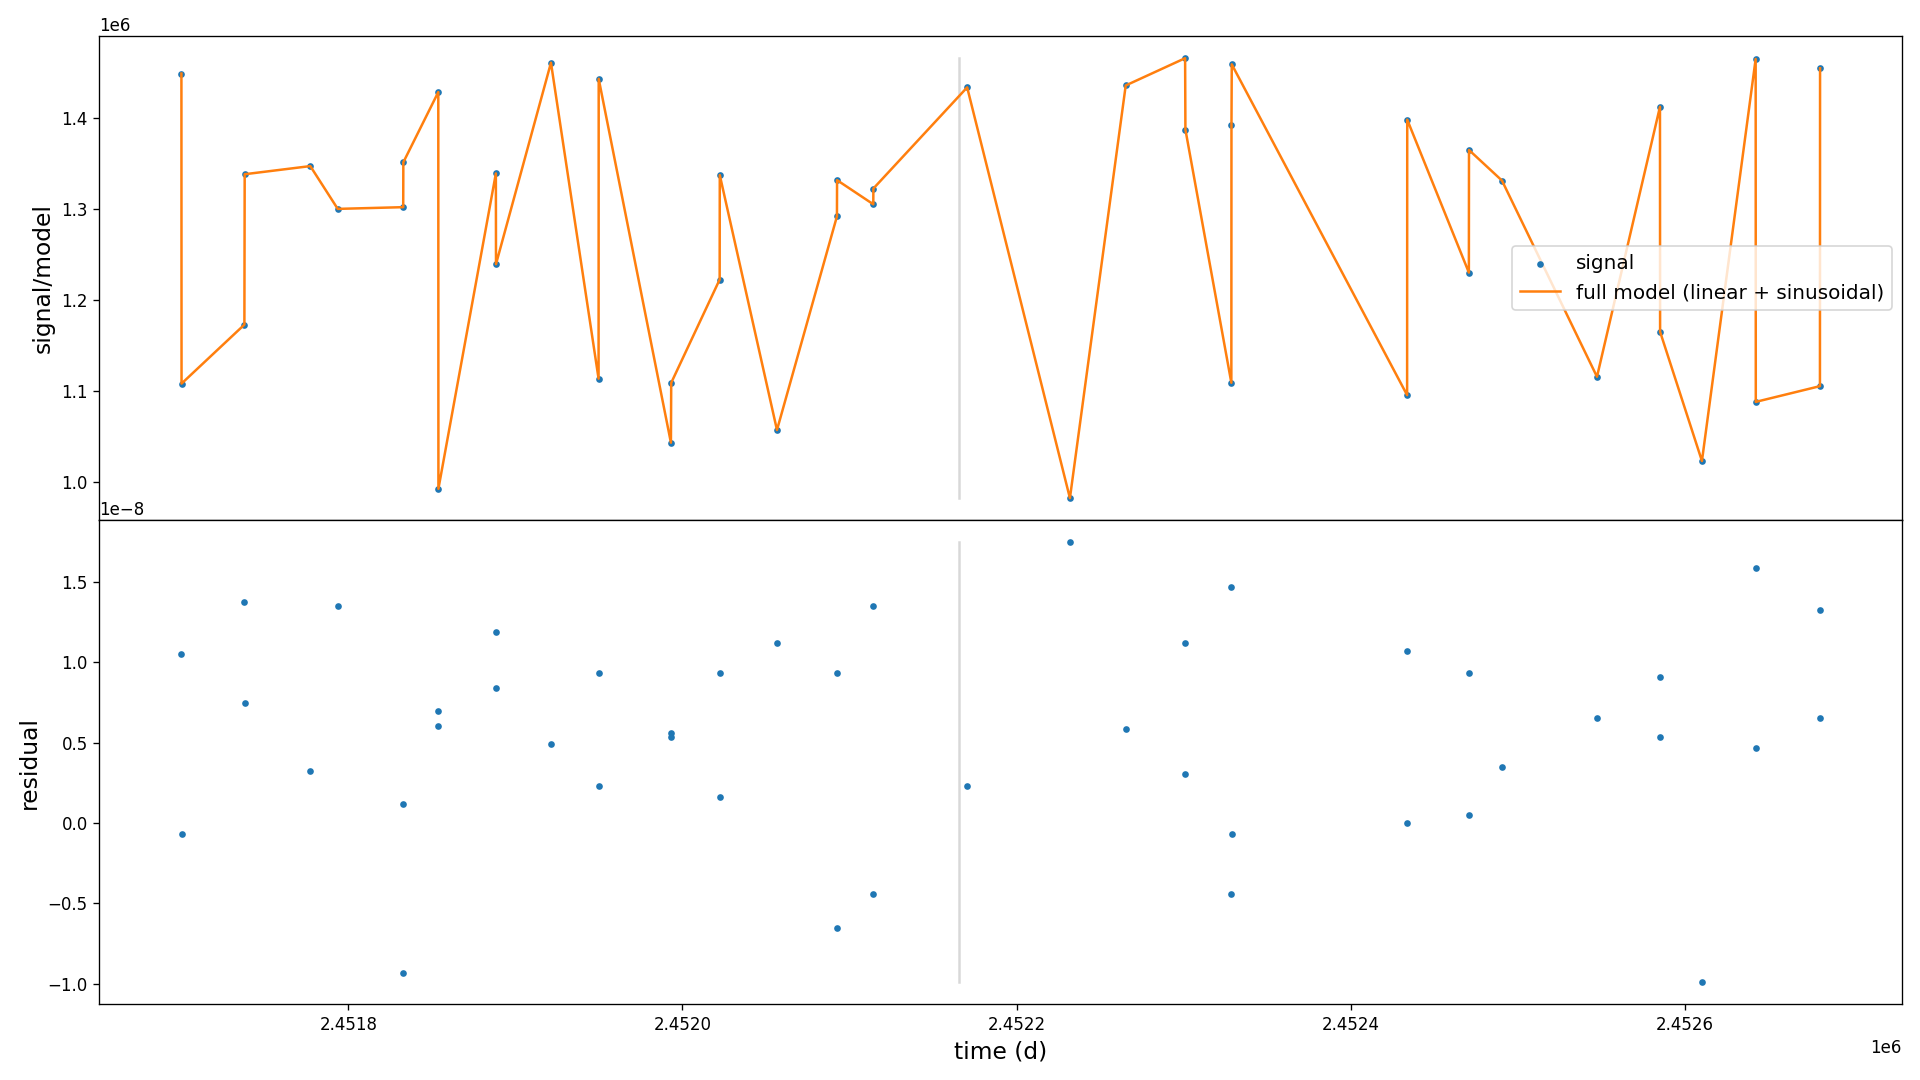 1e6
1.4
1.3
1.2
1.1
1.0
signal/model
signal
full model (linear + sinusoidal)
1e−8
1.5
1.0
0.5
0.0
−0.5
−1.0
residual
2.4518
2.4520
2.4522
2.4524
2.4526
time (d)
1e6